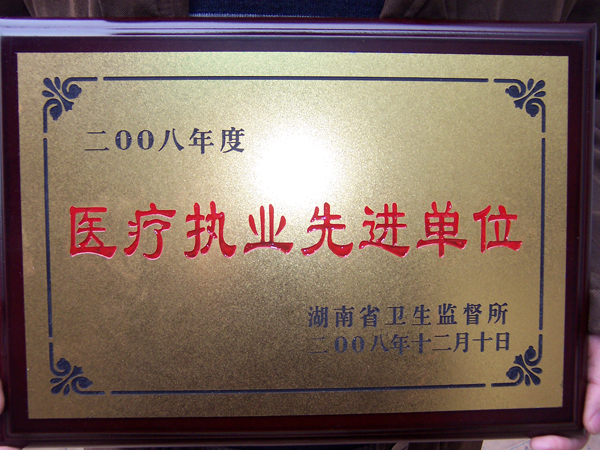 二00八年度
医疗执业先进单位
湖南省卫生监督所
二00八年十二月十日